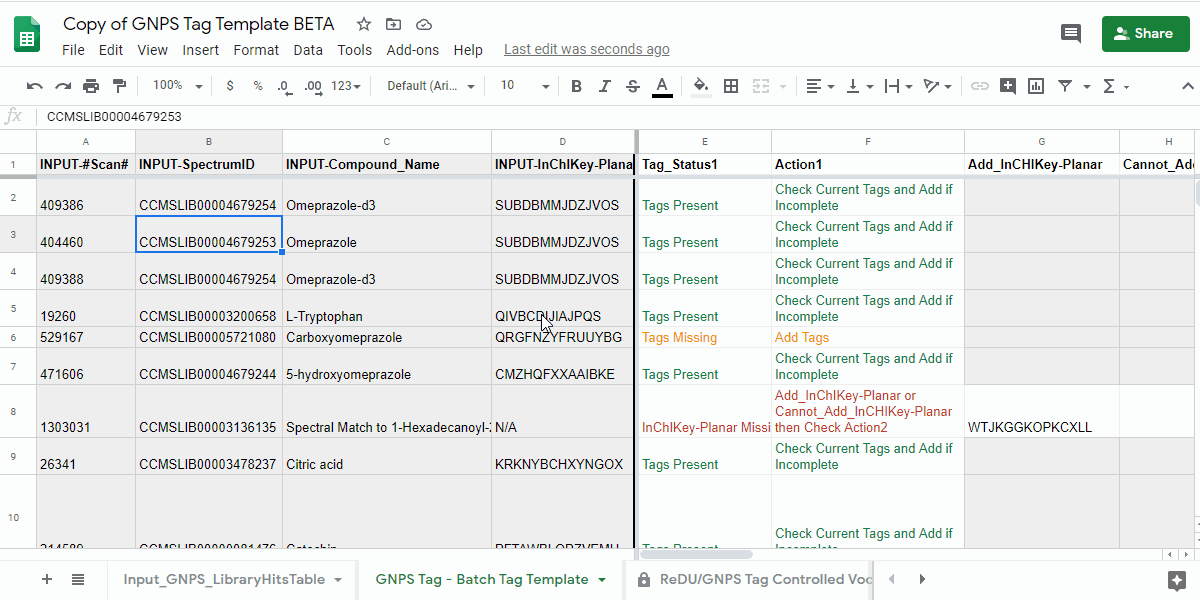 Copy of GNPS Tag Template BETA
File Edit View Insert Format Data Tools Add-ons Help Last edit was seconds ago
Share
100% $ % .0 .00 123 Default (Ari... 10 B I S A
fx CCMSLIB00004679253
A B C D E F G H
1 INPUT-#Scan# INPUT-SpectrumID INPUT-Compound_Name INPUT-InChIKey-Plana Tag_Status1 Action1 Add_InCHIKey-Planar Cannot_Add
2 409386 CCMSLIB00004679254 Omeprazole-d3 SUBDBMMJDZJVOS Tags Present Check Current Tags and Add if
Incomplete
3 404460 CCMSLIB00004679253 Omeprazole SUBDBMMJDZJVOS Tags Present Check Current Tags and Add if
Incomplete
4 409388 CCMSLIB00004679254 Omeprazole-d3 SUBDBMMJDZJVOS Tags Present Check Current Tags and Add if
Incomplete
5 19260 CCMSLIB00003200658 L-Tryptophan Tags Present Check Current Tags and Add if
Incomplete
6 529167 CCMSLIB00005721080 Carboxyomeprazole QRGFNZYFRUUYBG Tags Missing Add Tags
7 471606 CCMSLIB00004679244 5-hydroxyomeprazole CMZHQFXXAAIBKE Tags Present Check Current Tags and Add if
Incomplete
8 1303031 CCMSLIB00003136135 Spectral Match to 1-Hexadecanoyl- N/A InChIKey-Planar Missi Add_InChIKey-Planar or
Cannot_Add_InCHIKey-Planar
then Check Action2 WTJKGGKOPKCXLL
9 26341 CCMSLIB00003478237 Citric acid KRKNYBCHXYNGOX Tags Present Check Current Tags and Add if
Incomplete
10 Check Current Tags and Add if
Input_GNPS_LibraryHitsTable GNPS Tag - Batch Tag Template ReDU/GNPS Tag Controlled Voc